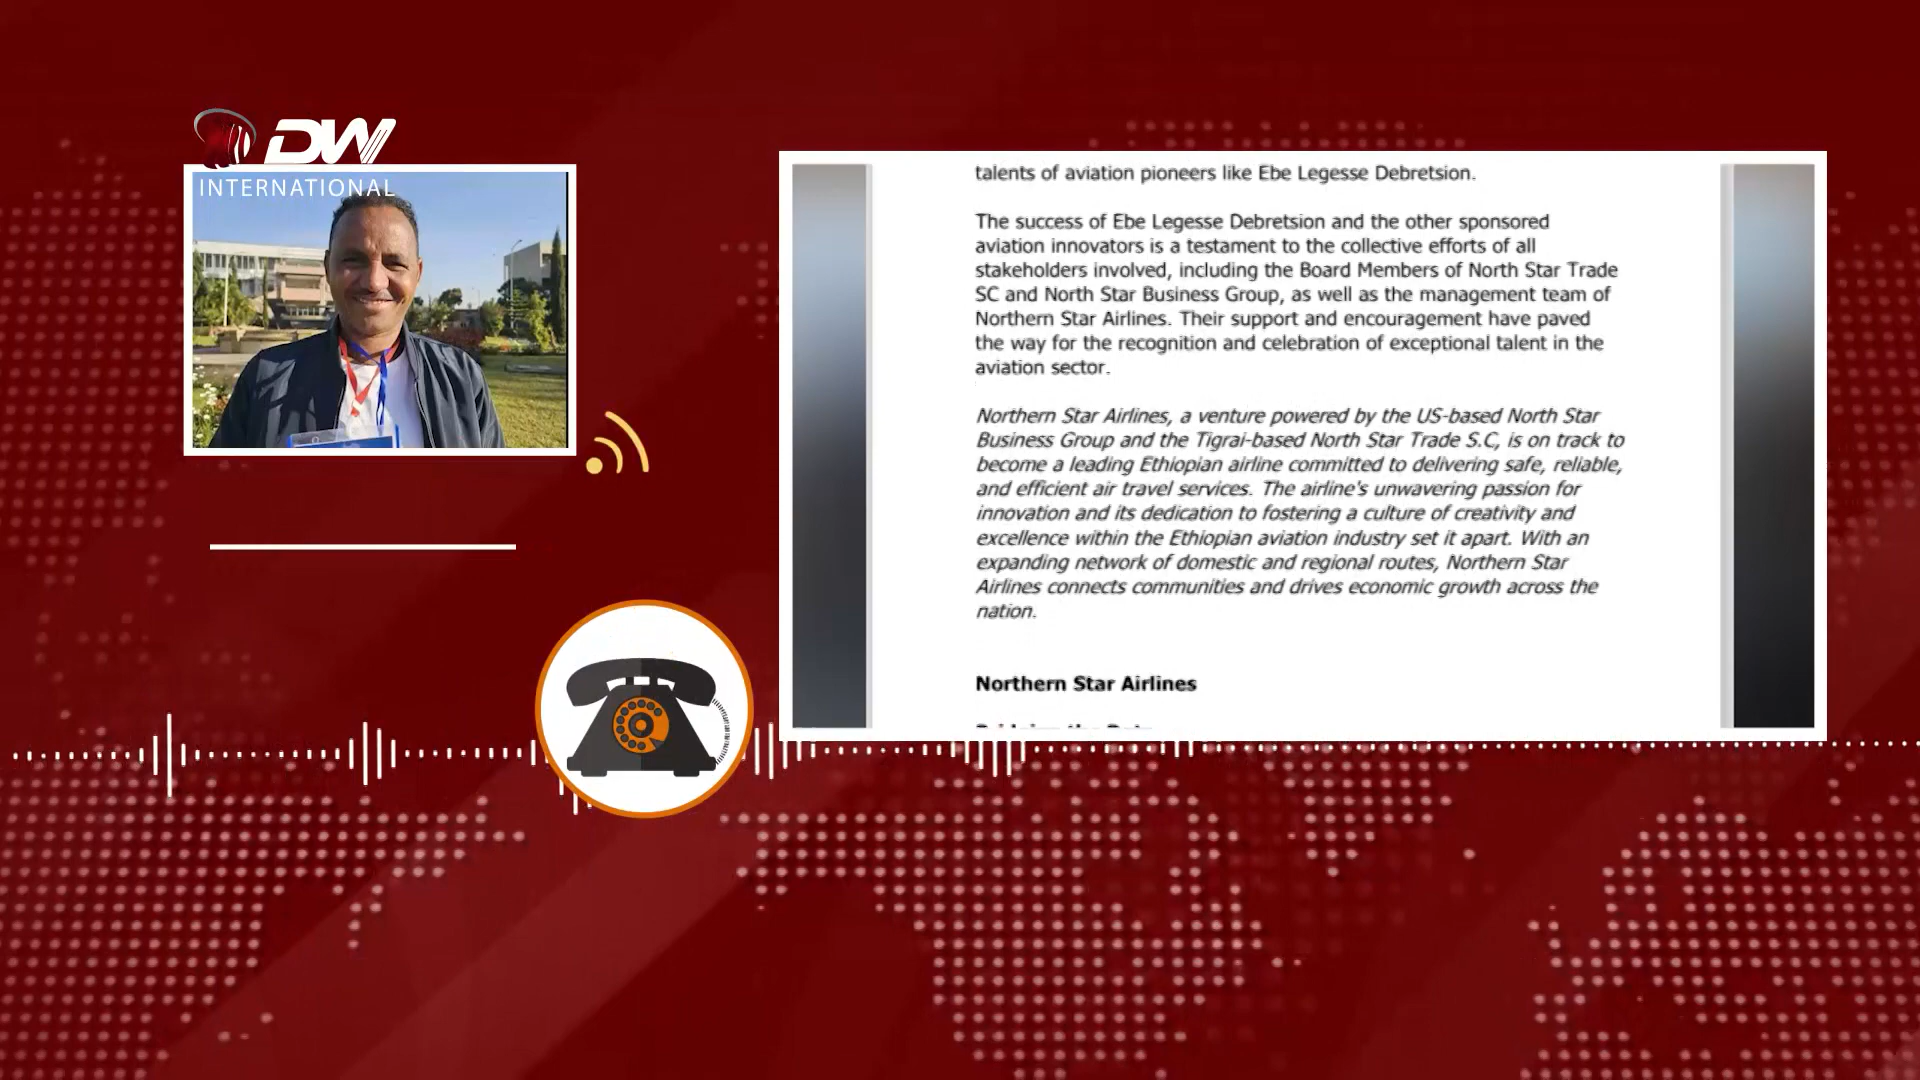 DW
INTERNATIONAL
talents of aviation pioneers like Ebe Legesse Debretsion.
The success of Ebe Legesse Debretsion and the other sponsored
aviation innovators is a testament to the collective efforts of all
stakeholders involved, including the Board Members of North Star Trade
SC and North Star Business Group, as well as the management team of
Northern Star Airlines. Their support and encouragement have paved
the way for the recognition and celebration of exceptional talent in the
aviation sector.
Northern Star Airlines, a venture powered by the US-based North Star
Business Group and the Tigrai-based North Star Trade S.C, is on track to
become a leading Ethiopian airline committed to delivering safe, reliable,
and efficient air travel services. The airline's unwavering passion for
innovation and its dedication to fostering a culture of creativity and
excellence within the Ethiopian aviation industry set it apart. With an
expanding network of domestic and regional routes, Northern Star
Airlines connects communities and drives economic growth across the
nation.
Northern Star Airlines